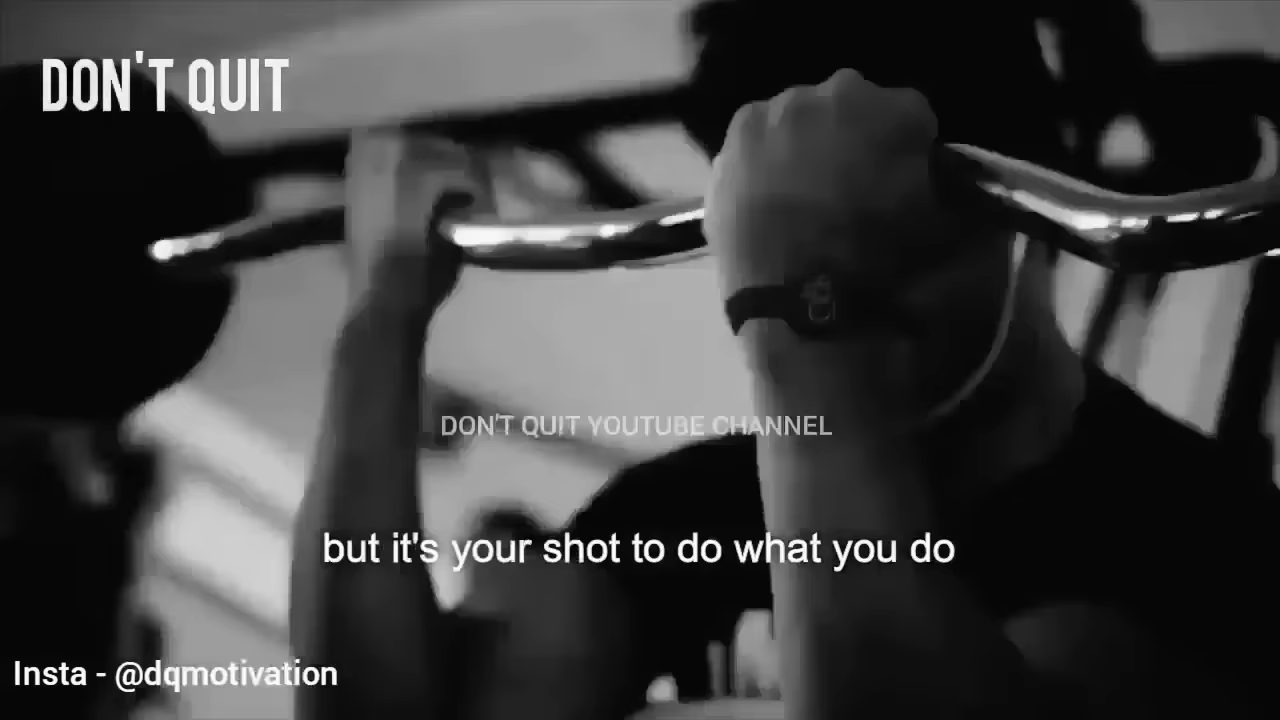 DON'T QUIT
DON'T QUIT YOUTUBE CHANNEL
but it's your shot to do what you do
Insta - @dqmotivation